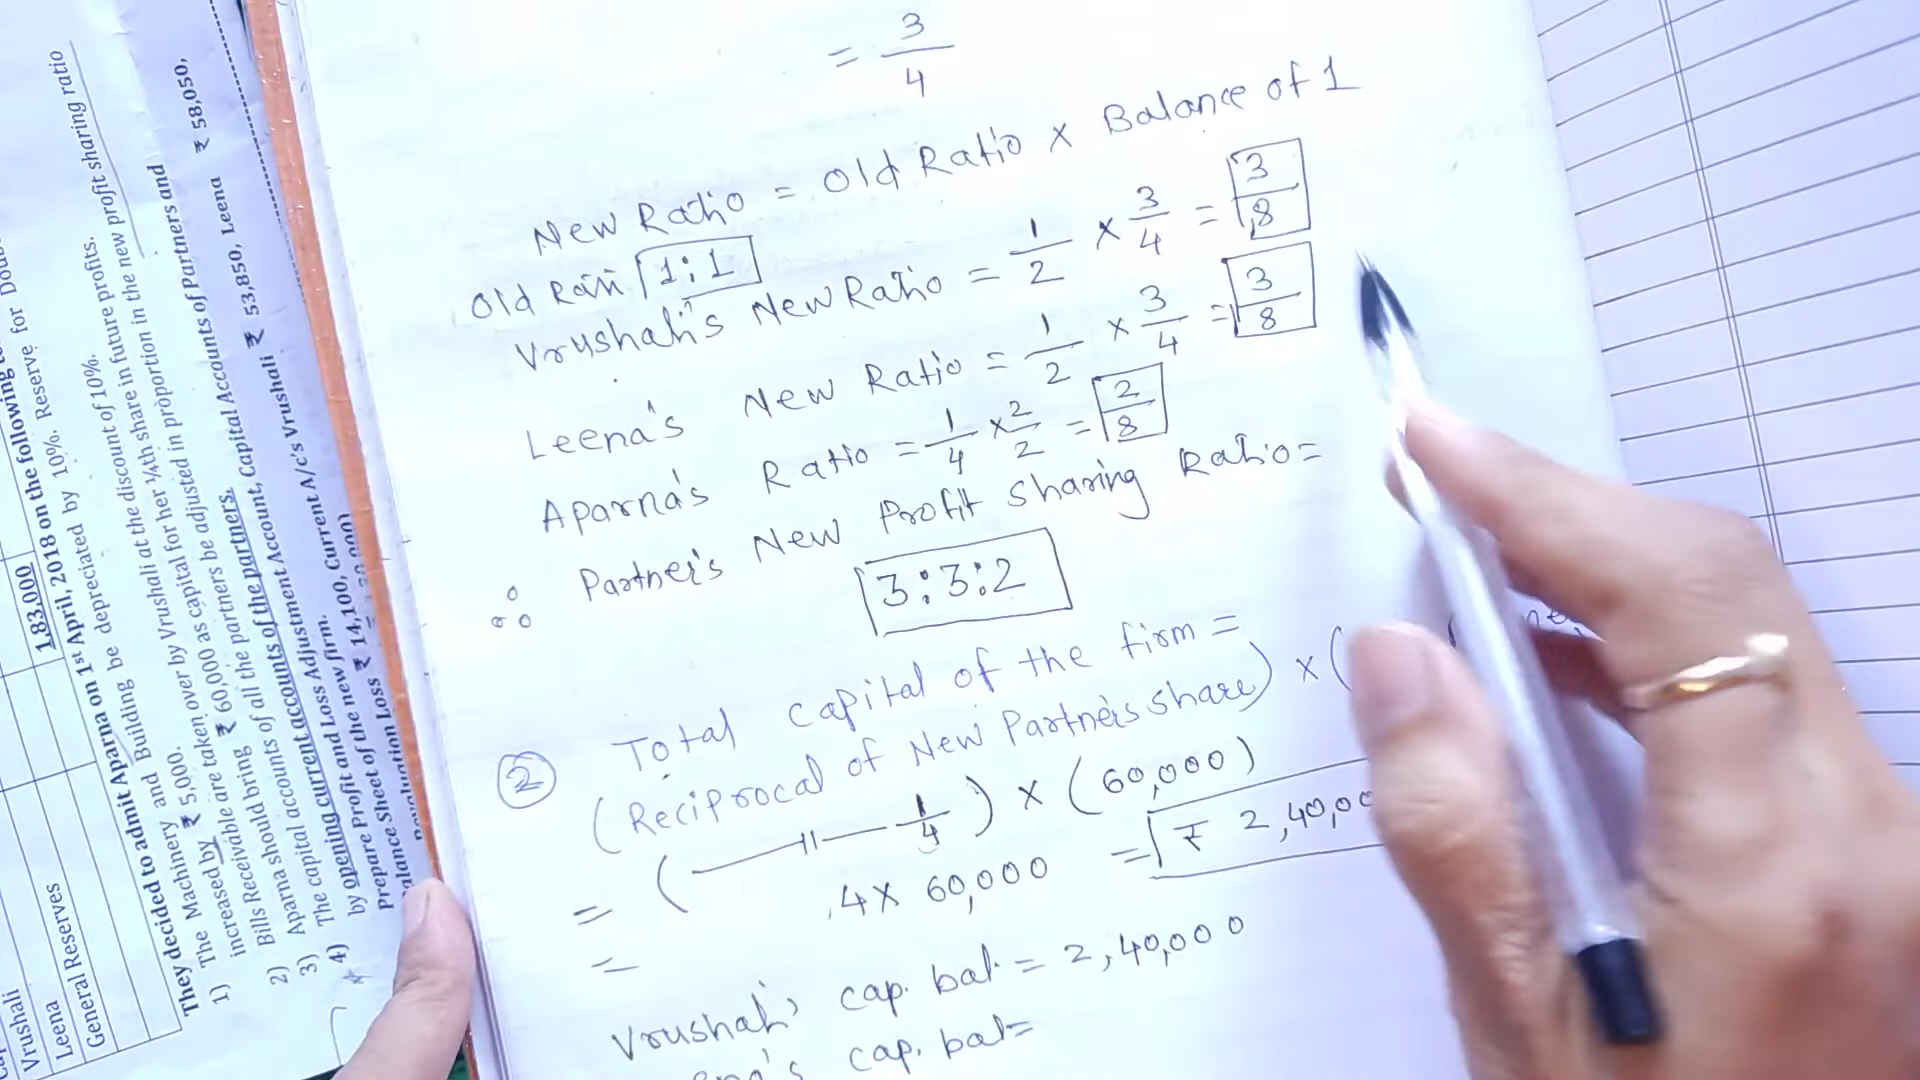 = 3/4
New Ratio = Old Ratio × Balance of 1
Old Ratio 1:1
Vrushali's New Ratio = 1/2 × 3/4 = 3/8
Leena's New Ratio = 1/2 × 3/4 = 3/8
Aparna's Ratio = 1/4 × 2/2 = 2/8
∴ Partner's New Profit Sharing Ratio =
3:3:2
② Total capital of the firm =
(Reciprocal of New Partner's share) × (
= ( —〃— 1/4 ) × (60,000)
= 4 × 60,000 = ₹ 2,40,00
Vrushali's cap. bal. = 2,40,000
cap. bal =
Vrushali
Leena
General Reserves
1,83,000
They decided to admit Aparna on 1st April, 2018 on the following
1) The Machinery and Building be depreciated by 10%. Reserve for
increased by ₹ 5,000.
Bills Receivable are taken over by Vrushali at the discount of 10%.
2) Aparna should bring ₹ 60,000 as capital for her ¼th share in future profits.
3) The capital accounts of all the partners be adjusted in proportion in the new profit sharing ratio
by opening current accounts of the partners.
4) Prepare Profit and Loss Adjustment Account, Capital Accounts of Partners and
Balance Sheet of the new firm.
Loss ₹ 14,100, Current A/c's Vrushali ₹ 53,850, Leena ₹ 58,050,